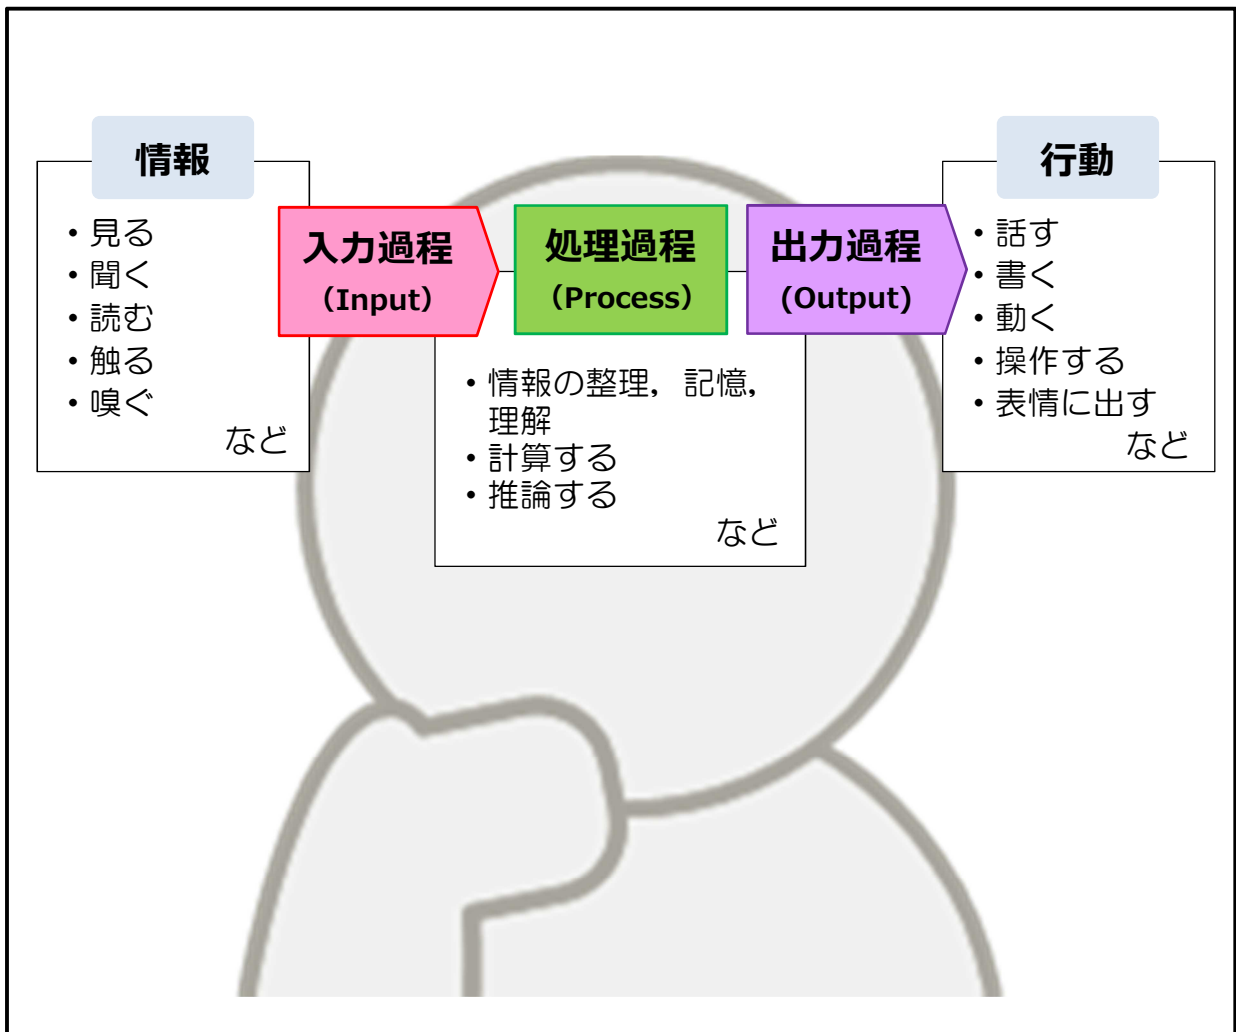 情報
・見る
・聞く
・読む
・触る
・嗅ぐ
など
入力過程
（Input）
処理過程
（Process）
・情報の整理，記憶，
理解
・計算する
・推論する
など
出力過程
(Output)
行動
・話す
・書く
・動く
・操作する
・表情に出す
など